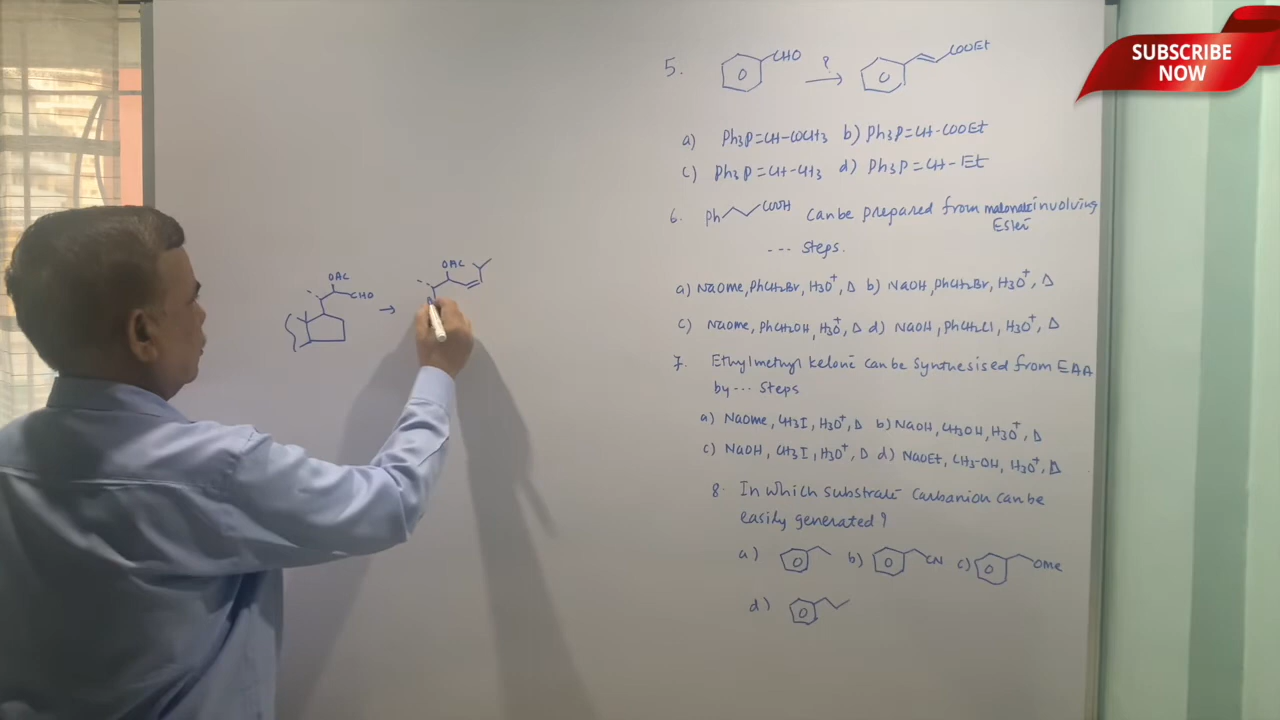 SUBSCRIBE
NOW
5. CHO ? → COOEt
a) Ph3P=CH-COCH3 b) Ph3P=CH-COOEt
c) Ph3P=CH-CH3 d) Ph3P=CH-Et
6. Ph COOH Can be prepared from malonate involving
Ester
--- Steps.
a) NaOMe, PhCH2Br, H3O+, Δ b) NaOH, PhCH2Br, H3O+, Δ
c) NaOMe, PhCH2OH, H3O+, Δ d) NaOH, PhCH2Cl, H3O+, Δ
7. Ethylmethyl ketone can be synthesised from EAA
by --- Steps
a) NaOMe, CH3I, H3O+, Δ b) NaOH, CH3OH, H3O+, Δ
c) NaOH, CH3I, H3O+, Δ d) NaOEt, CH3-OH, H3O+, Δ
8. In which substrate Carbanion can be
easily generated?
a) b) CN c) OMe
d)
OAC
CHO →
OAC